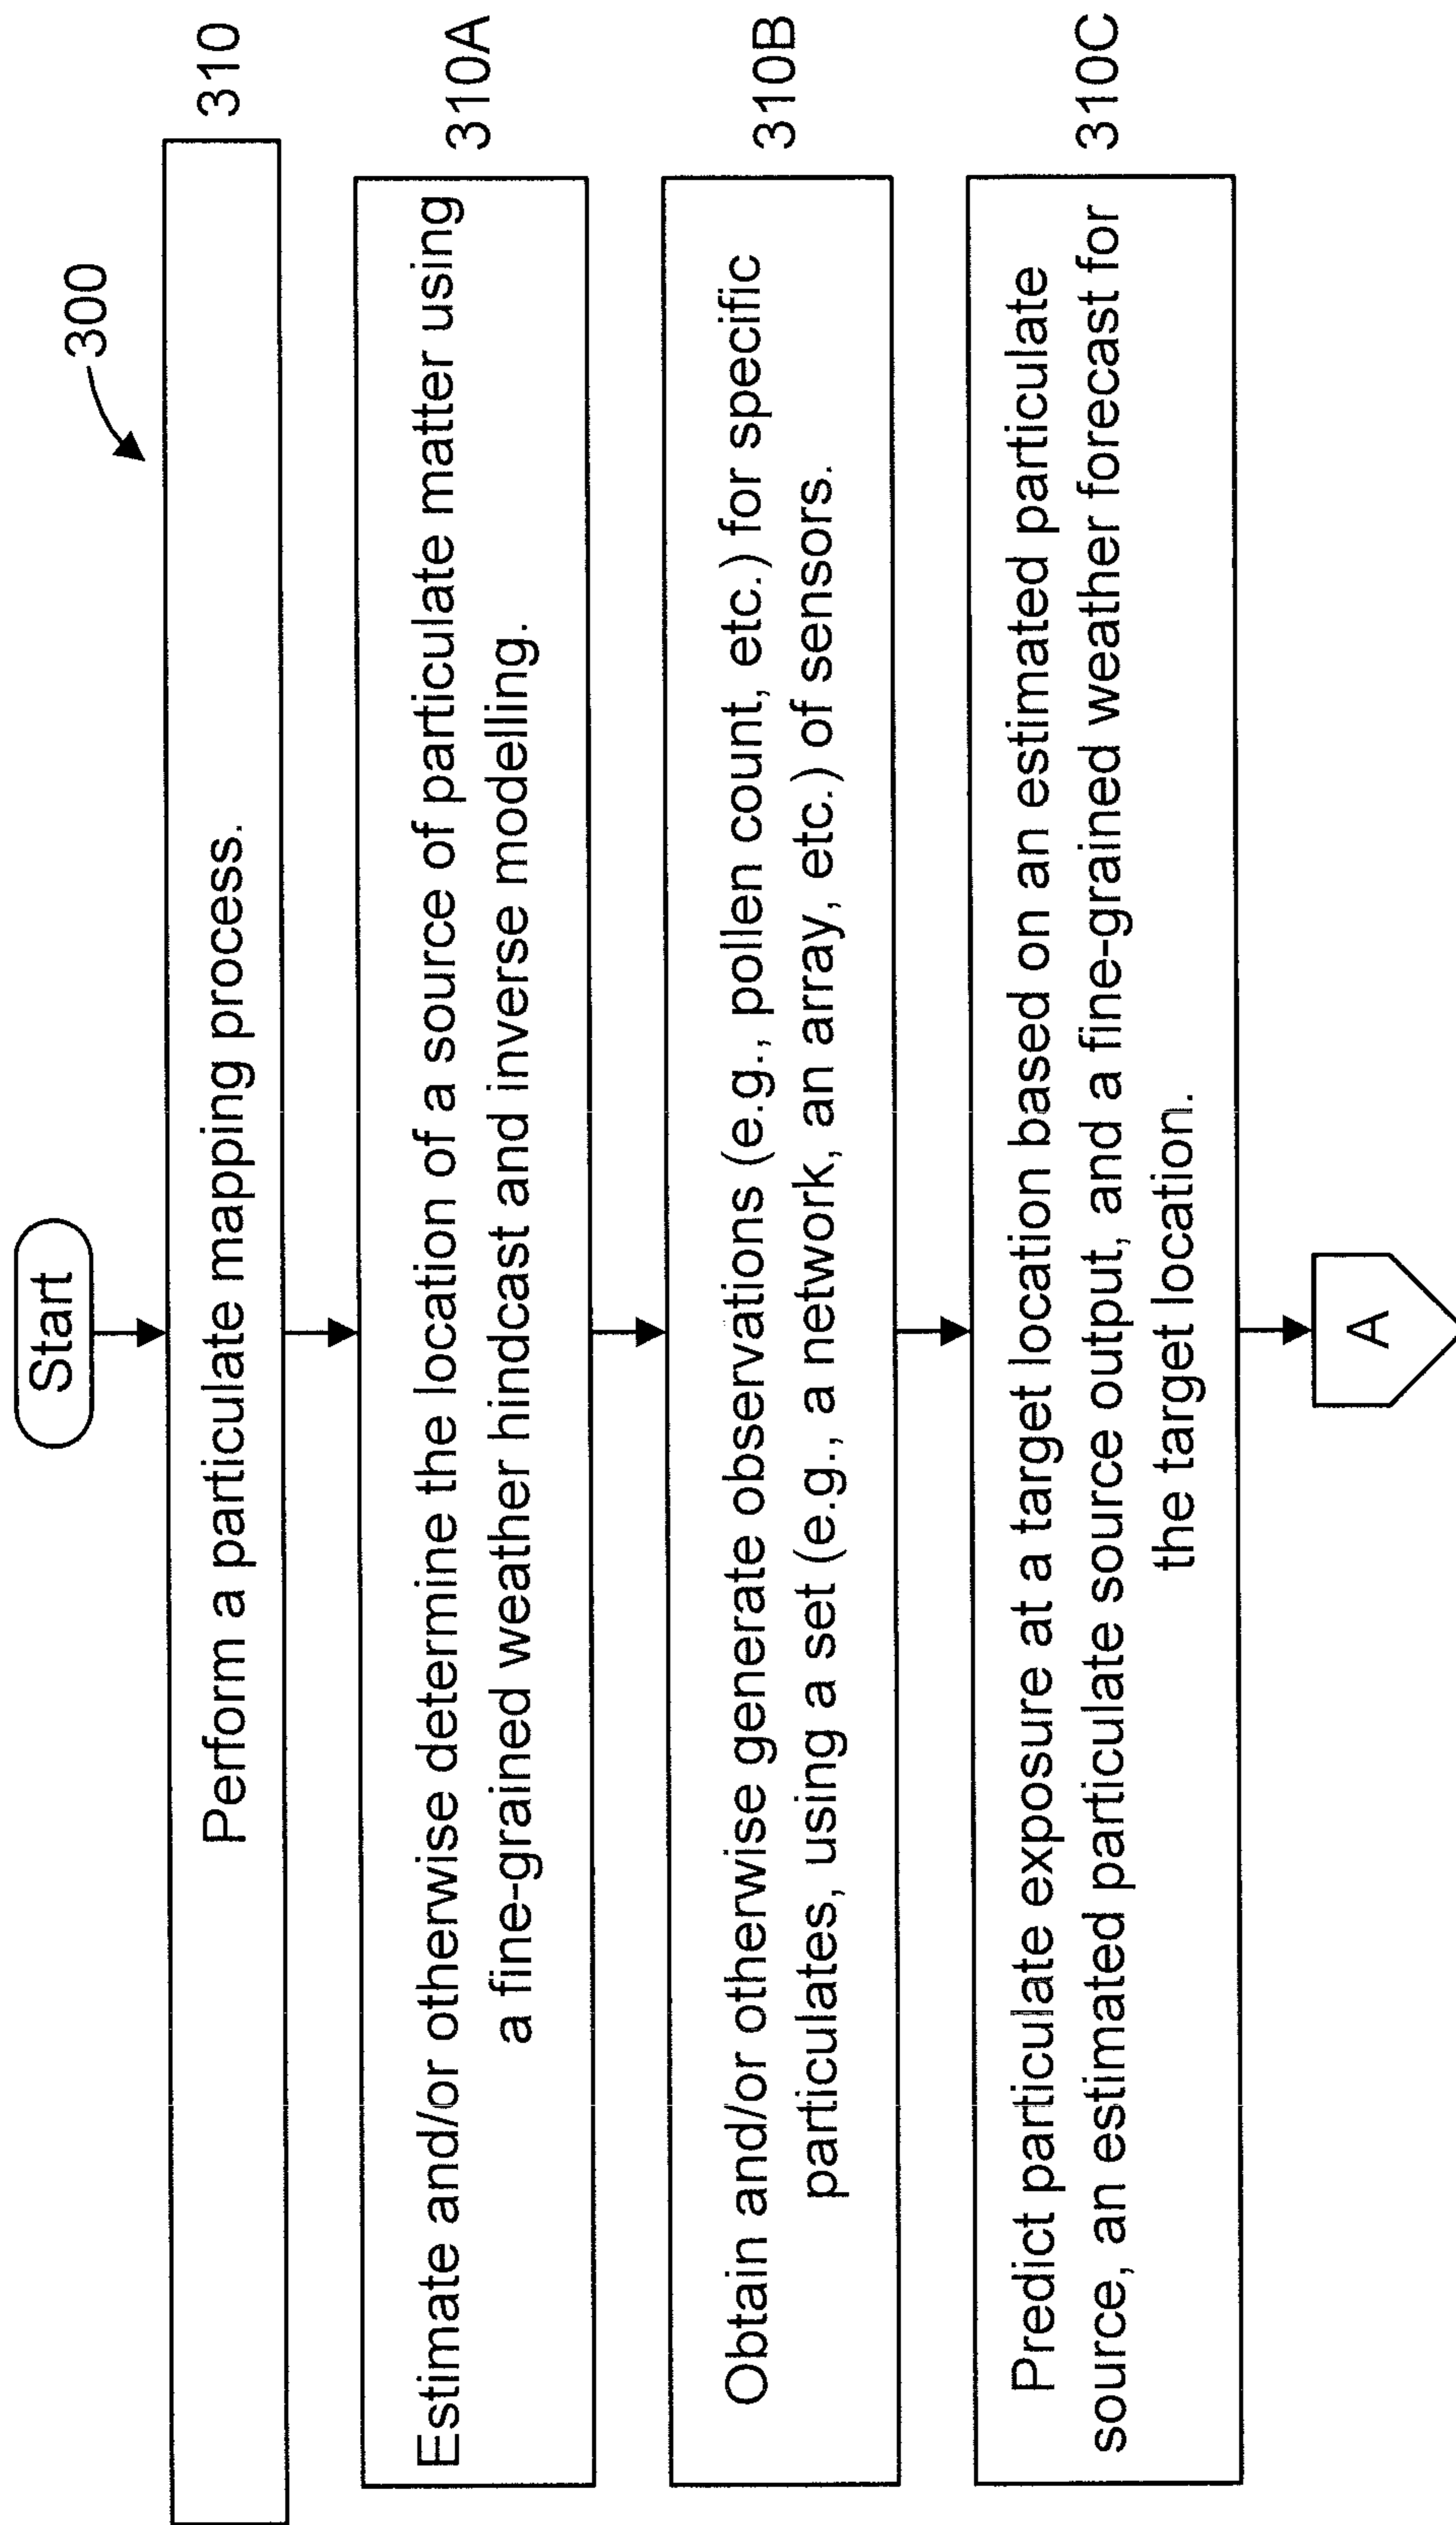 300
Start
Perform a particulate mapping process.
310
Estimate and/or otherwise determine the location of a source of particulate matter using
a fine-grained weather hindcast and inverse modelling.
310A
Obtain and/or otherwise generate observations (e.g., pollen count, etc.) for specific
particulates, using a set (e.g., a network, an array, etc.) of sensors.
310B
Predict particulate exposure at a target location based on an estimated particulate
source, an estimated particulate source output, and a fine-grained weather forecast for
the target location.
310C
A